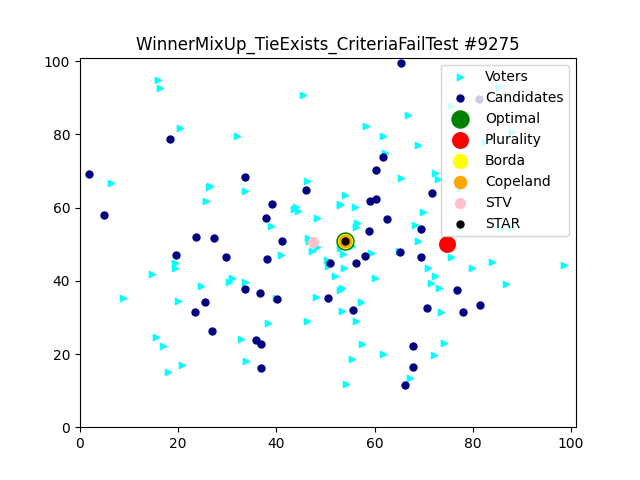 WinnerMixUp_TieExists_CriteriaFailTest #9275
100
80
60
40
20
0
0
20
40
60
80
100
Voters
Candidates
Optimal
Plurality
Borda
Copeland
STV
STAR